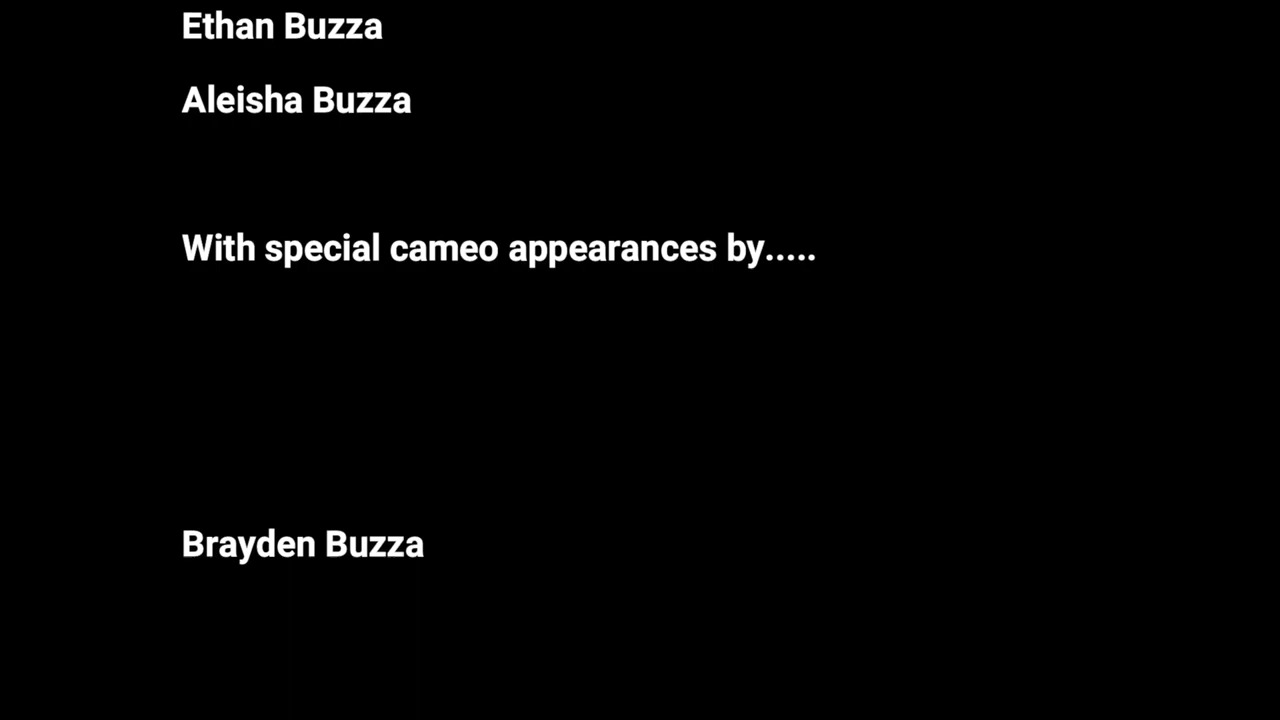 Ethan Buzza
Aleisha Buzza
With special cameo appearances by.....
Brayden Buzza